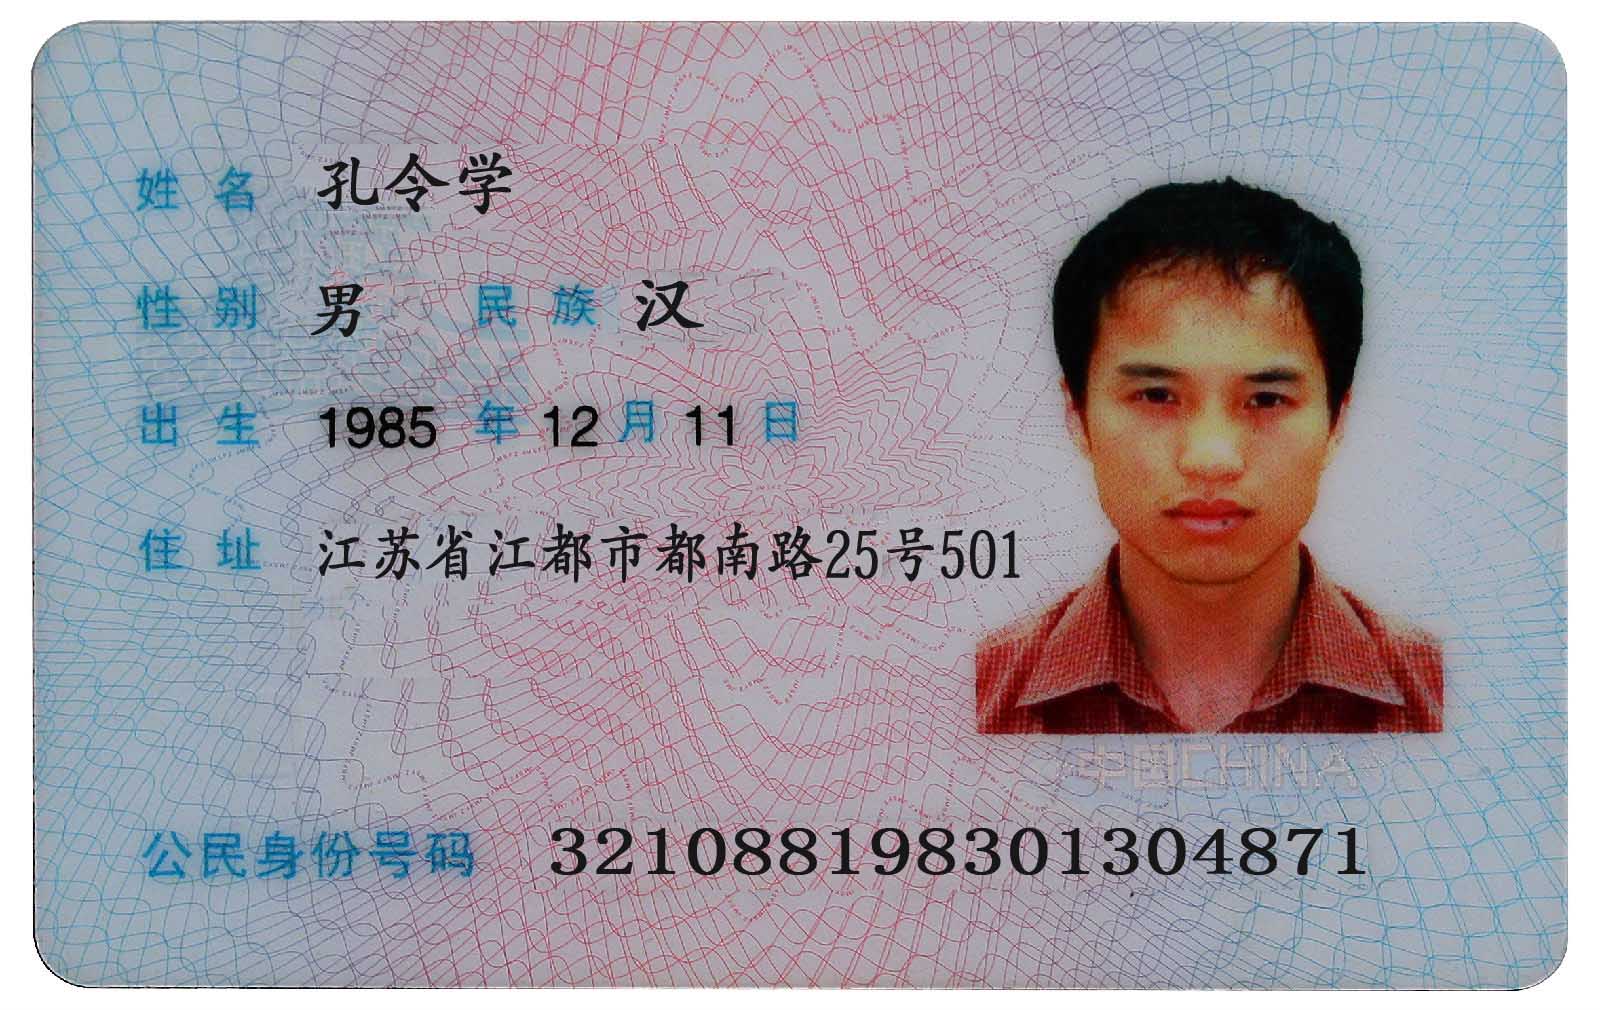 姓名 孔令学
性别 男 民族 汉
出生 1985 年 12 月 11 日
住址 江苏省江都市都南路25号501
中国CHINA
公民身份号码 321088198301304871